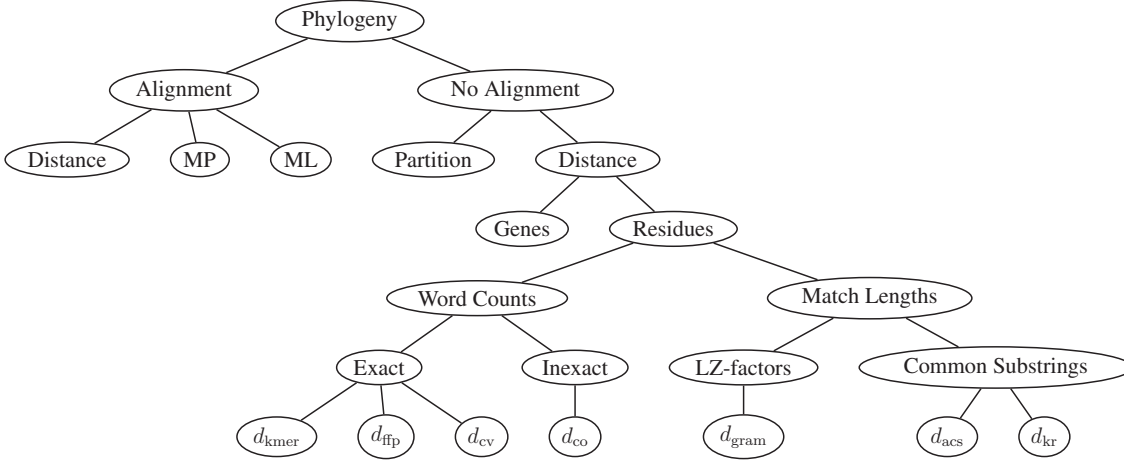 Phylogeny
Alignment No Alignment
Distance MP ML Partition Distance
Genes Residues
Word Counts Match Lengths
Exact Inexact LZ-factors Common Substrings
d_kmer d_ffp d_cv d_co d_gram d_acs d_kr